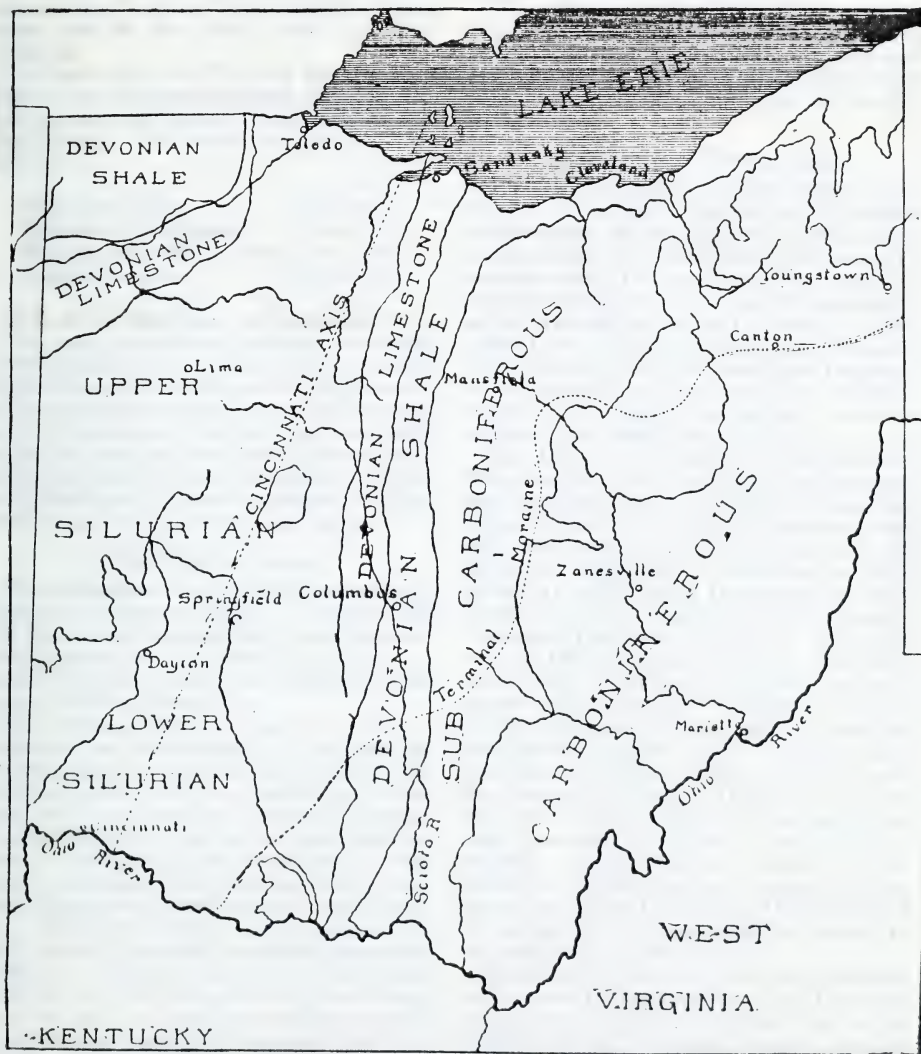 LAKE ERIE
DEVONIAN
SHALE
Toledo
Sandusky
Cleveland
DEVONIAN
LIMESTONE
Youngstown
Canton
CINCINNATI AXIS
DEVONIAN LIMESTONE
UPPER
Lima
Mansfield
SILURIAN
DEVONIAN SHALE
SUB CARBONIFEROUS
Terminal Moraine
Zanesville
CARBONIFEROUS
Springfield
Columbus
Dayton
LOWER
SILURIAN
Marietta
Ohio River
Cincinnati
Ohio River
Scioto R
WEST
VIRGINIA
KENTUCKY